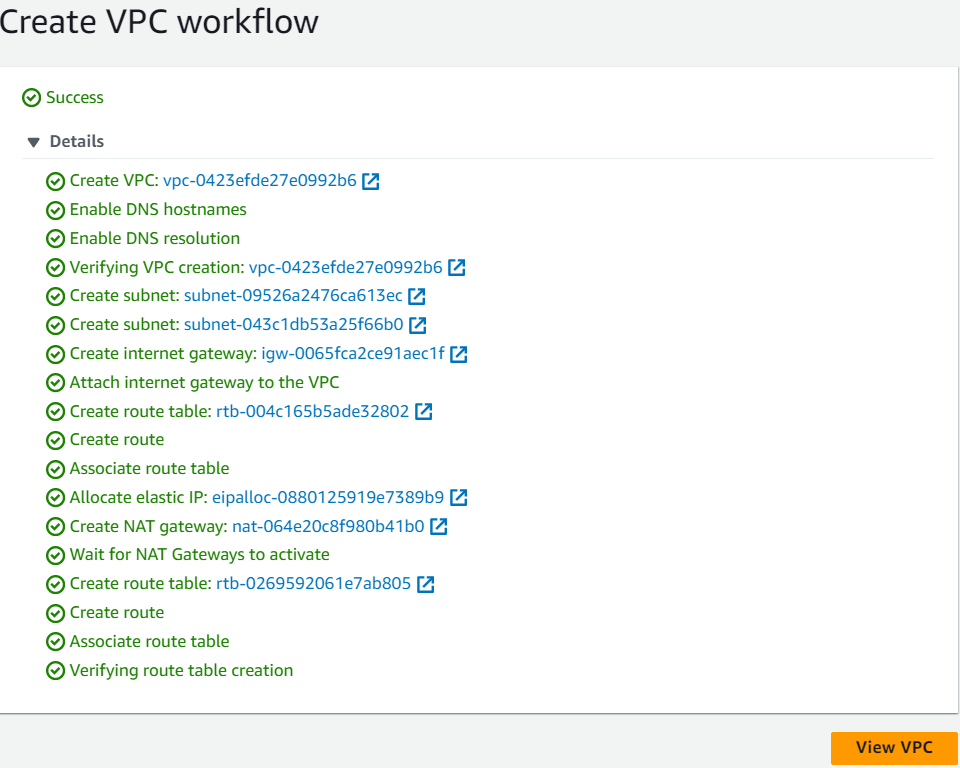 Create VPC workflow
Success
Details
Create VPC: vpc-0423efde27e0992b6
Enable DNS hostnames
Enable DNS resolution
Verifying VPC creation: vpc-0423efde27e0992b6
Create subnet: subnet-09526a2476ca613ec
Create subnet: subnet-043c1db53a25f66b0
Create internet gateway: igw-0065fca2ce91aec1f
Attach internet gateway to the VPC
Create route table: rtb-004c165b5ade32802
Create route
Associate route table
Allocate elastic IP: eipalloc-0880125919e7389b9
Create NAT gateway: nat-064e20c8f980b41b0
Wait for NAT Gateways to activate
Create route table: rtb-0269592061e7ab805
Create route
Associate route table
Verifying route table creation
View VPC